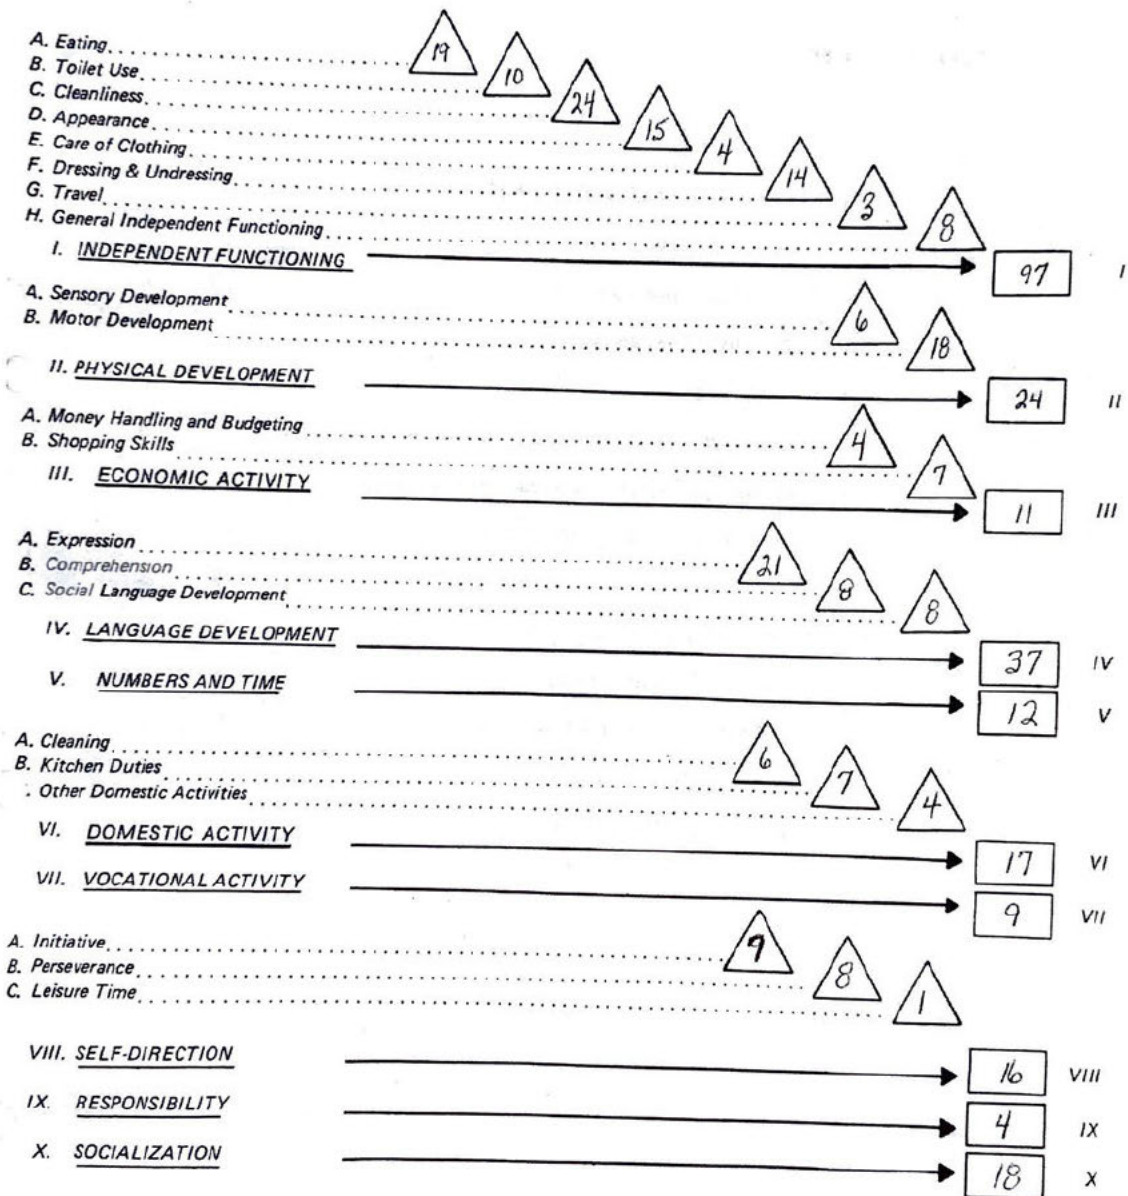 A. Eating 19
B. Toilet Use 10
C. Cleanliness 24
D. Appearance 15
E. Care of Clothing 4
F. Dressing & Undressing 14
G. Travel 3
H. General Independent Functioning 8
I. INDEPENDENT FUNCTIONING 97 I
A. Sensory Development 6
B. Motor Development 18
II. PHYSICAL DEVELOPMENT 24 II
A. Money Handling and Budgeting 4
B. Shopping Skills 7
III. ECONOMIC ACTIVITY 11 III
A. Expression 21
B. Comprehension 8
C. Social Language Development 8
IV. LANGUAGE DEVELOPMENT 37 IV
V. NUMBERS AND TIME 12 V
A. Cleaning 6
B. Kitchen Duties 7
. Other Domestic Activities 4
VI. DOMESTIC ACTIVITY 17 VI
VII. VOCATIONAL ACTIVITY 9 VII
A. Initiative
B. Perseverance 8
C. Leisure Time 1
VIII. SELF-DIRECTION 16 VIII
IX. RESPONSIBILITY 4 IX
X. SOCIALIZATION 18 X